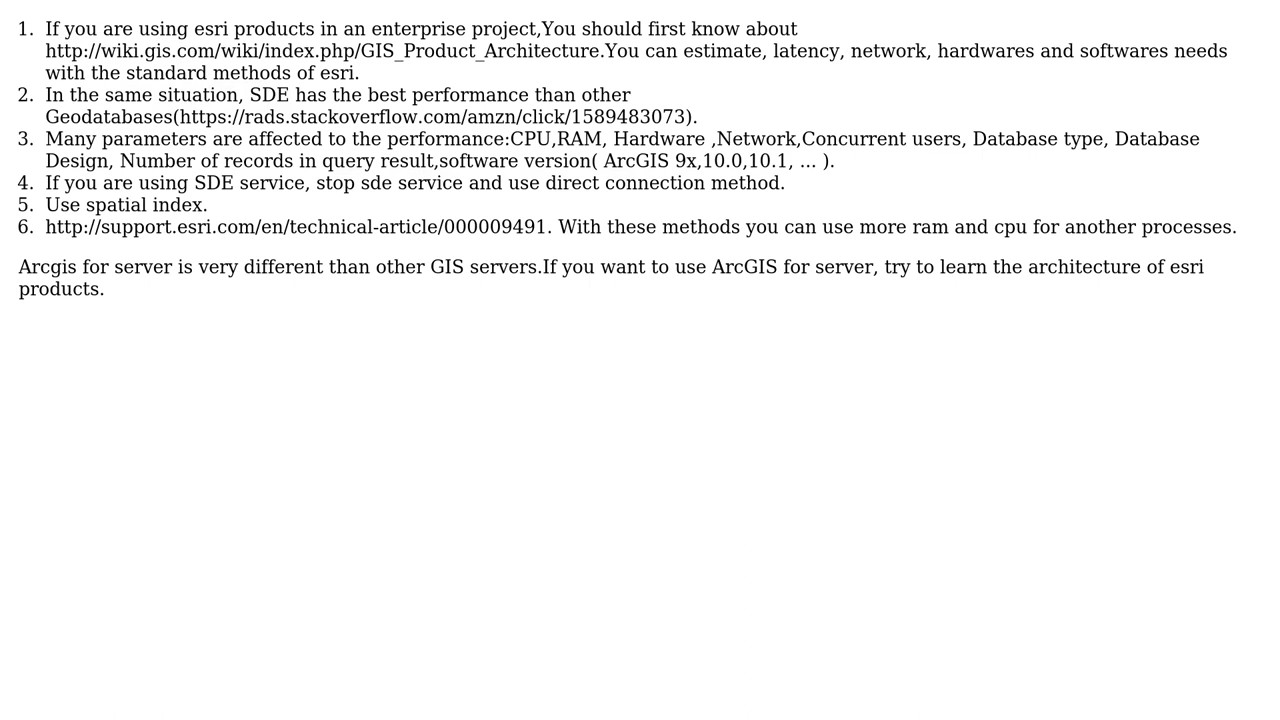 1. If you are using esri products in an enterprise project,You should first know about
http://wiki.gis.com/wiki/index.php/GIS_Product_Architecture.You can estimate, latency, network, hardwares and softwares needs
with the standard methods of esri.
2. In the same situation, SDE has the best performance than other
Geodatabases(https://rads.stackoverflow.com/amzn/click/1589483073).
3. Many parameters are affected to the performance:CPU,RAM, Hardware ,Network,Concurrent users, Database type, Database
Design, Number of records in query result,software version( ArcGIS 9x,10.0,10.1, ... ).
4. If you are using SDE service, stop sde service and use direct connection method.
5. Use spatial index.
6. http://support.esri.com/en/technical-article/000009491. With these methods you can use more ram and cpu for another processes.
Arcgis for server is very different than other GIS servers.If you want to use ArcGIS for server, try to learn the architecture of esri
products.